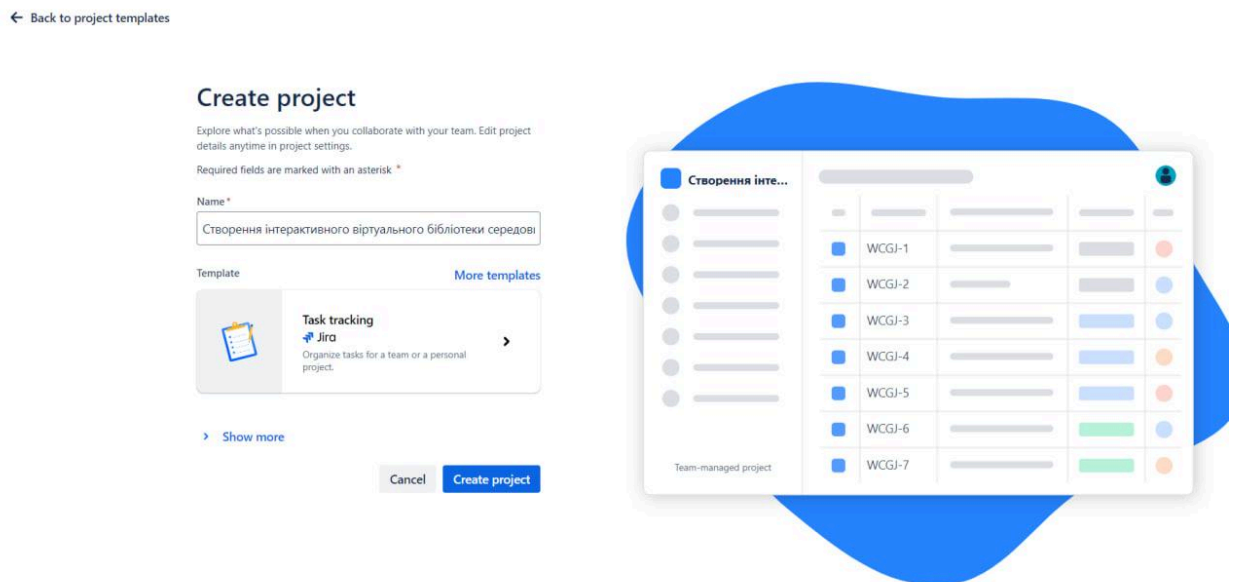 Back to project templates
Create project
Explore what's possible when you collaborate with your team. Edit project
details anytime in project settings.
Required fields are marked with an asterisk *
Name *
Створення інтерактивного віртуального бібліотеки середові
Template
More templates
Task tracking
Jira
Organize tasks for a team or a personal
project.
Show more
Cancel
Create project
Створення інте...
WCGJ-1
WCGJ-2
WCGJ-3
WCGJ-4
WCGJ-5
WCGJ-6
WCGJ-7
Team-managed project